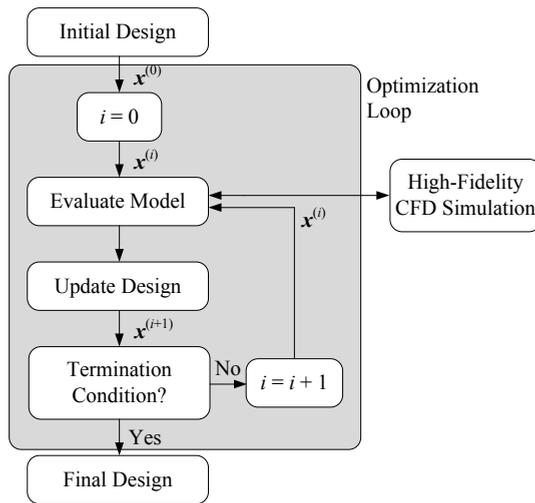 Initial Design
x^(0)
Optimization
Loop
i = 0
x^(i)
Evaluate Model
High-Fidelity
CFD Simulation
x^(i)
Update Design
x^(i+1)
Termination
Condition?
No
i = i + 1
Yes
Final Design